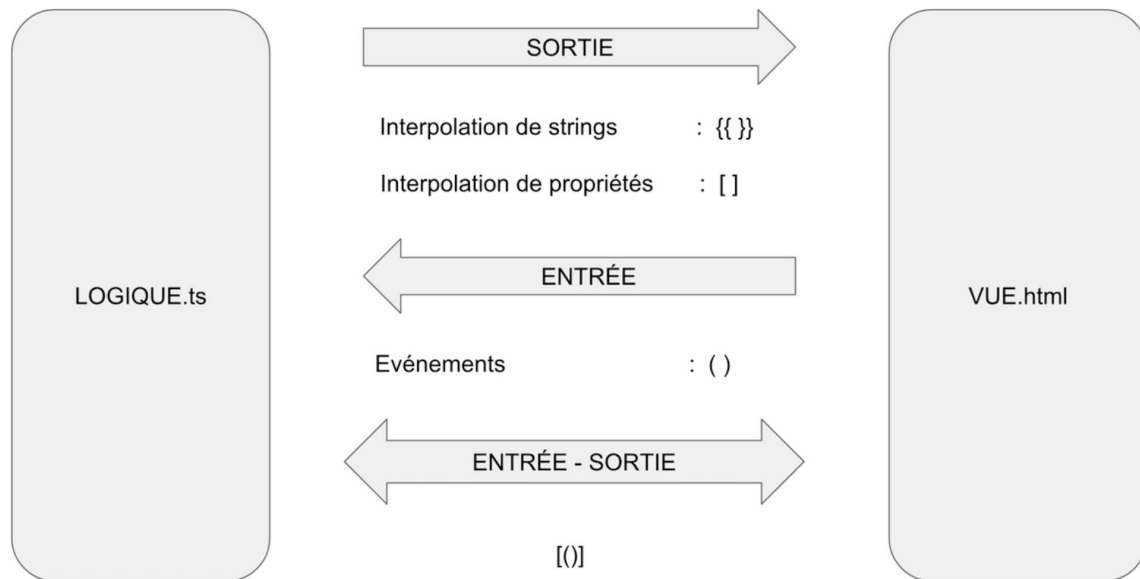 SORTIE
Interpolation de strings : {{ }}
Interpolation de propriétés : [ ]
LOGIQUE.ts
ENTRÉE
VUE.html
Evénements : ( )
ENTRÉE - SORTIE
[()]